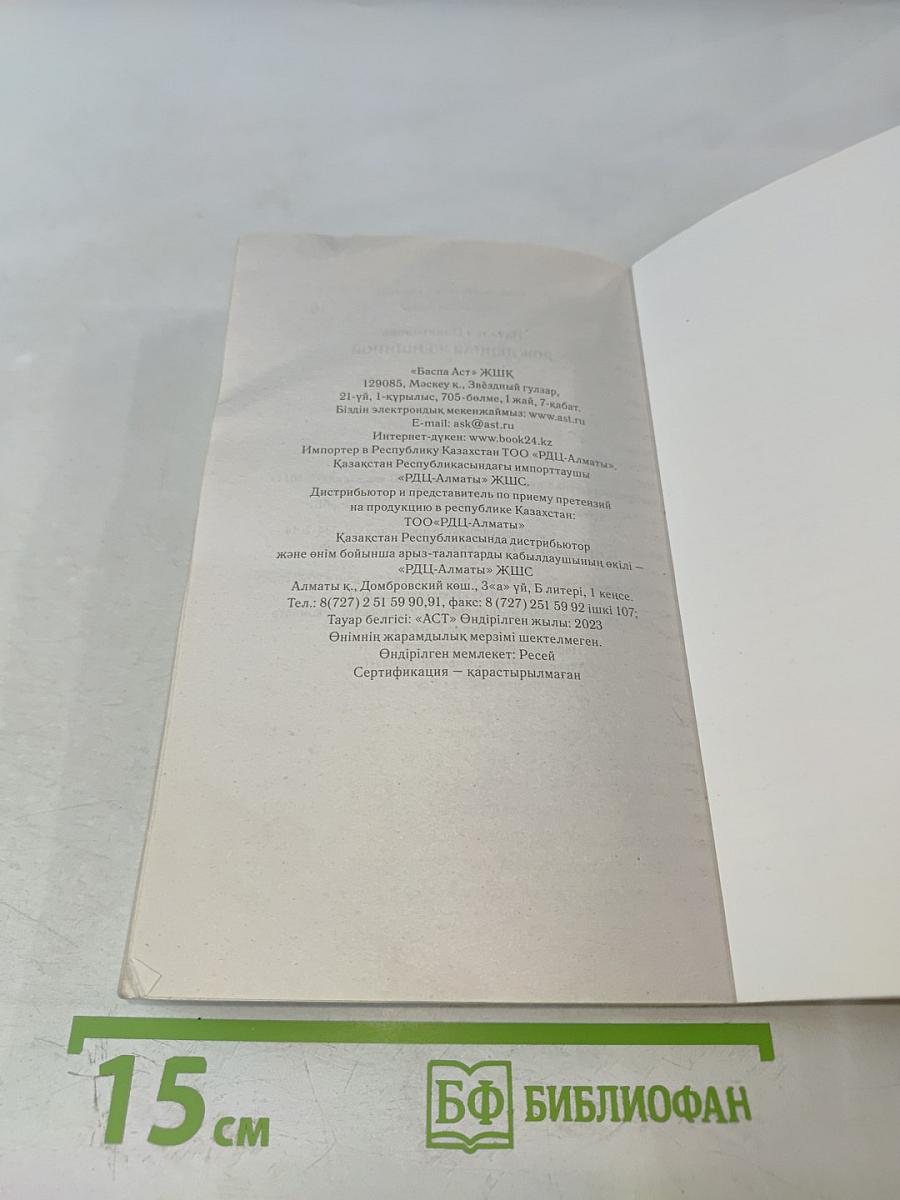 «Баспа Аст» ЖШҚ
129085, Мәскеу қ., Звёздный гүлзар,
21-үй, 1-құрылыс, 705-бөлме, I жай, 7-қабат.
Біздін электрондық мекенжаймыз: www.ast.ru
E-mail: ask@ast.ru
Интернет-дүкен: www.book24.kz
Импортер в Республику Казахстан ТОО «РДЦ-Алматы».
Қазақстан Республикасындағы импорттаушы
«РДЦ-Алматы» ЖШС.
Дистрибьютор и представитель по приему претензий
на продукцию в республике Казахстан:
ТОО«РДЦ-Алматы»
Қазақстан Республикасында дистрибьютор
және өнім бойынша арыз-талаптарды қабылдаушының өкілі —
«РДЦ-Алматы» ЖШС
Алматы қ., Домбровский көш., 3«а» үй, Б литері, 1 кеңсе.
Тел.: 8(727) 2 51 59 90,91, факс: 8 (727) 251 59 92 ішкі 107;
Тауар белгісі: «АСТ» Өндірілген жылы: 2023
Өнімнің жарамдылық мерзімі шектелмеген.
Өндірілген мемлекет: Ресей
Сертификация — қарастырылмаған
15 см
БФ БИБЛИОФАН